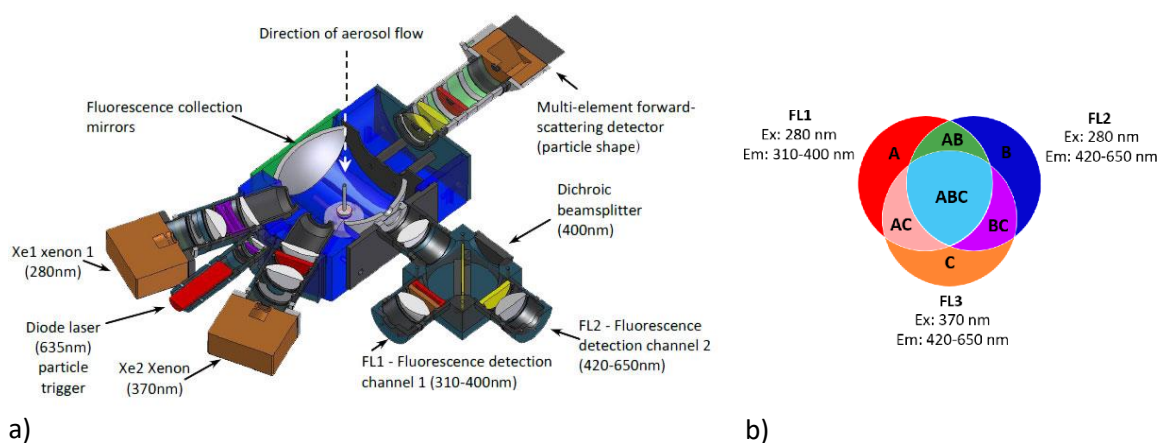 Direction of aerosol flow
Fluorescence collection
mirrors
Multi-element forward-
scattering detector
(particle shape)
Dichroic
beamsplitter
(400nm)
Xe1 xenon 1
(280nm)
Diode laser
(635nm)
particle
trigger
Xe2 Xenon
(370nm)
FL1 - Fluorescence detection
channel 1 (310-400nm)
FL2 - Fluorescence
detection channel 2
(420-650nm)
a)
FL1
Ex: 280 nm
Em: 310-400 nm
FL2
Ex: 280 nm
Em: 420-650 nm
A
AB
B
ABC
AC
BC
C
FL3
Ex: 370 nm
Em: 420-650 nm
b)